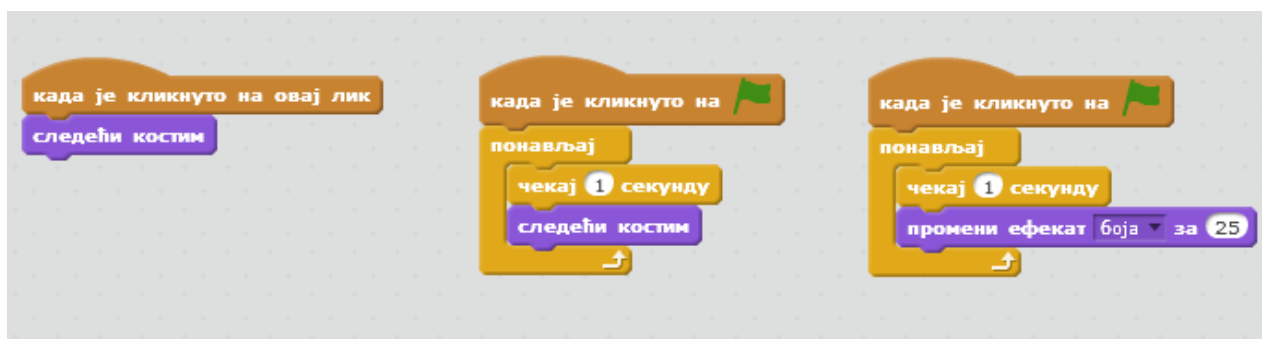 када је кликнуто на овај лик
следећи костим
када је кликнуто на
понављај
чекај 1 секунду
следећи костим
када је кликнуто на
понављај
чекај 1 секунду
промени ефекат боја за 25